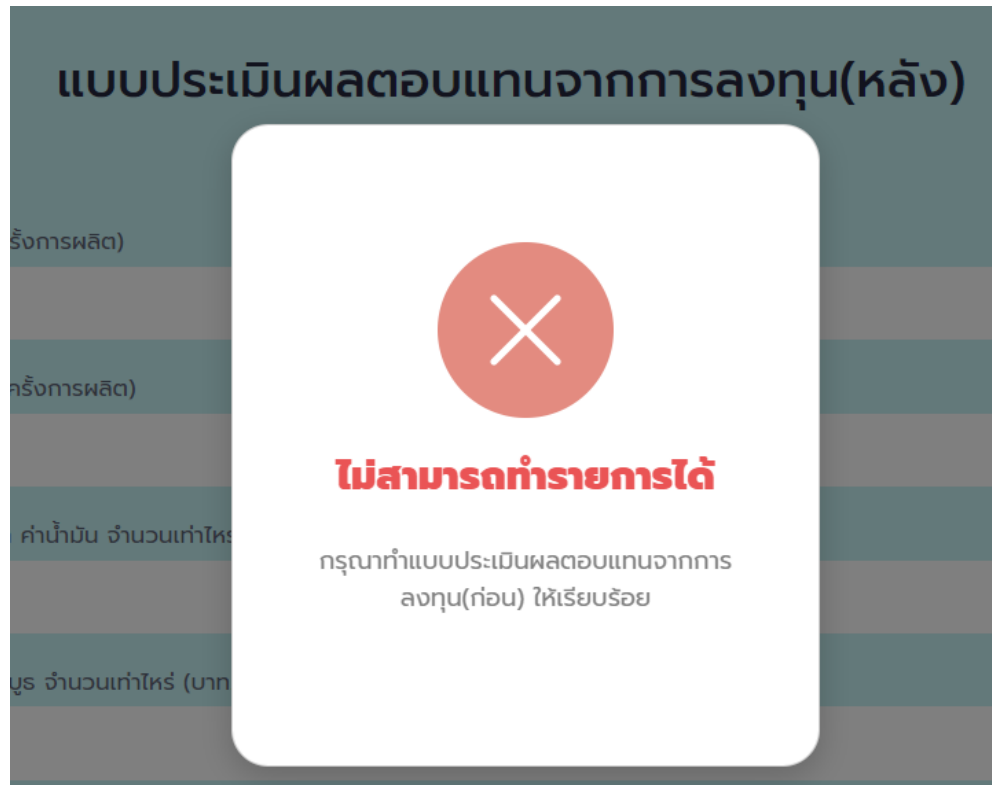 แบบประเมินผลตอบแทนจากการลงทุน(หลัง)
รั้งการผลิต)
ครั้งการผลิต)
ไม่สามารถทำรายการได้
ค่าน้ำมัน จำนวนเท่าไหร
กรุณาทำแบบประเมินผลตอบแทนจากการ
ลงทุน(ก่อน) ให้เรียบร้อย
บูธ จำนวนเท่าไหร่ (บาท